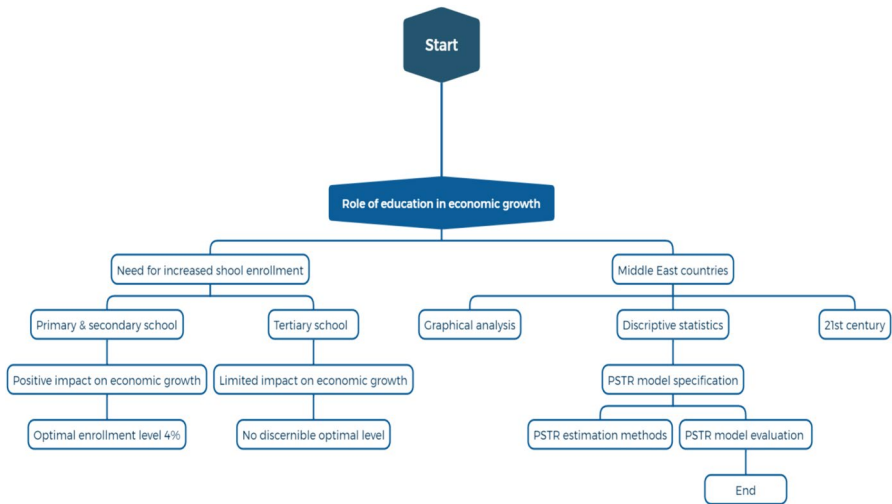 Start
Role of education in economic growth
Need for increased shool enrollment
Middle East countries
Primary & secondary school
Tertiary school
Graphical analysis
Discriptive statistics
21st century
Positive impact on economic growth
Limited impact on economic growth
PSTR model specification
Optimal enrollment level 4%
No discernible optimal level
PSTR estimation methods
PSTR model evaluation
End